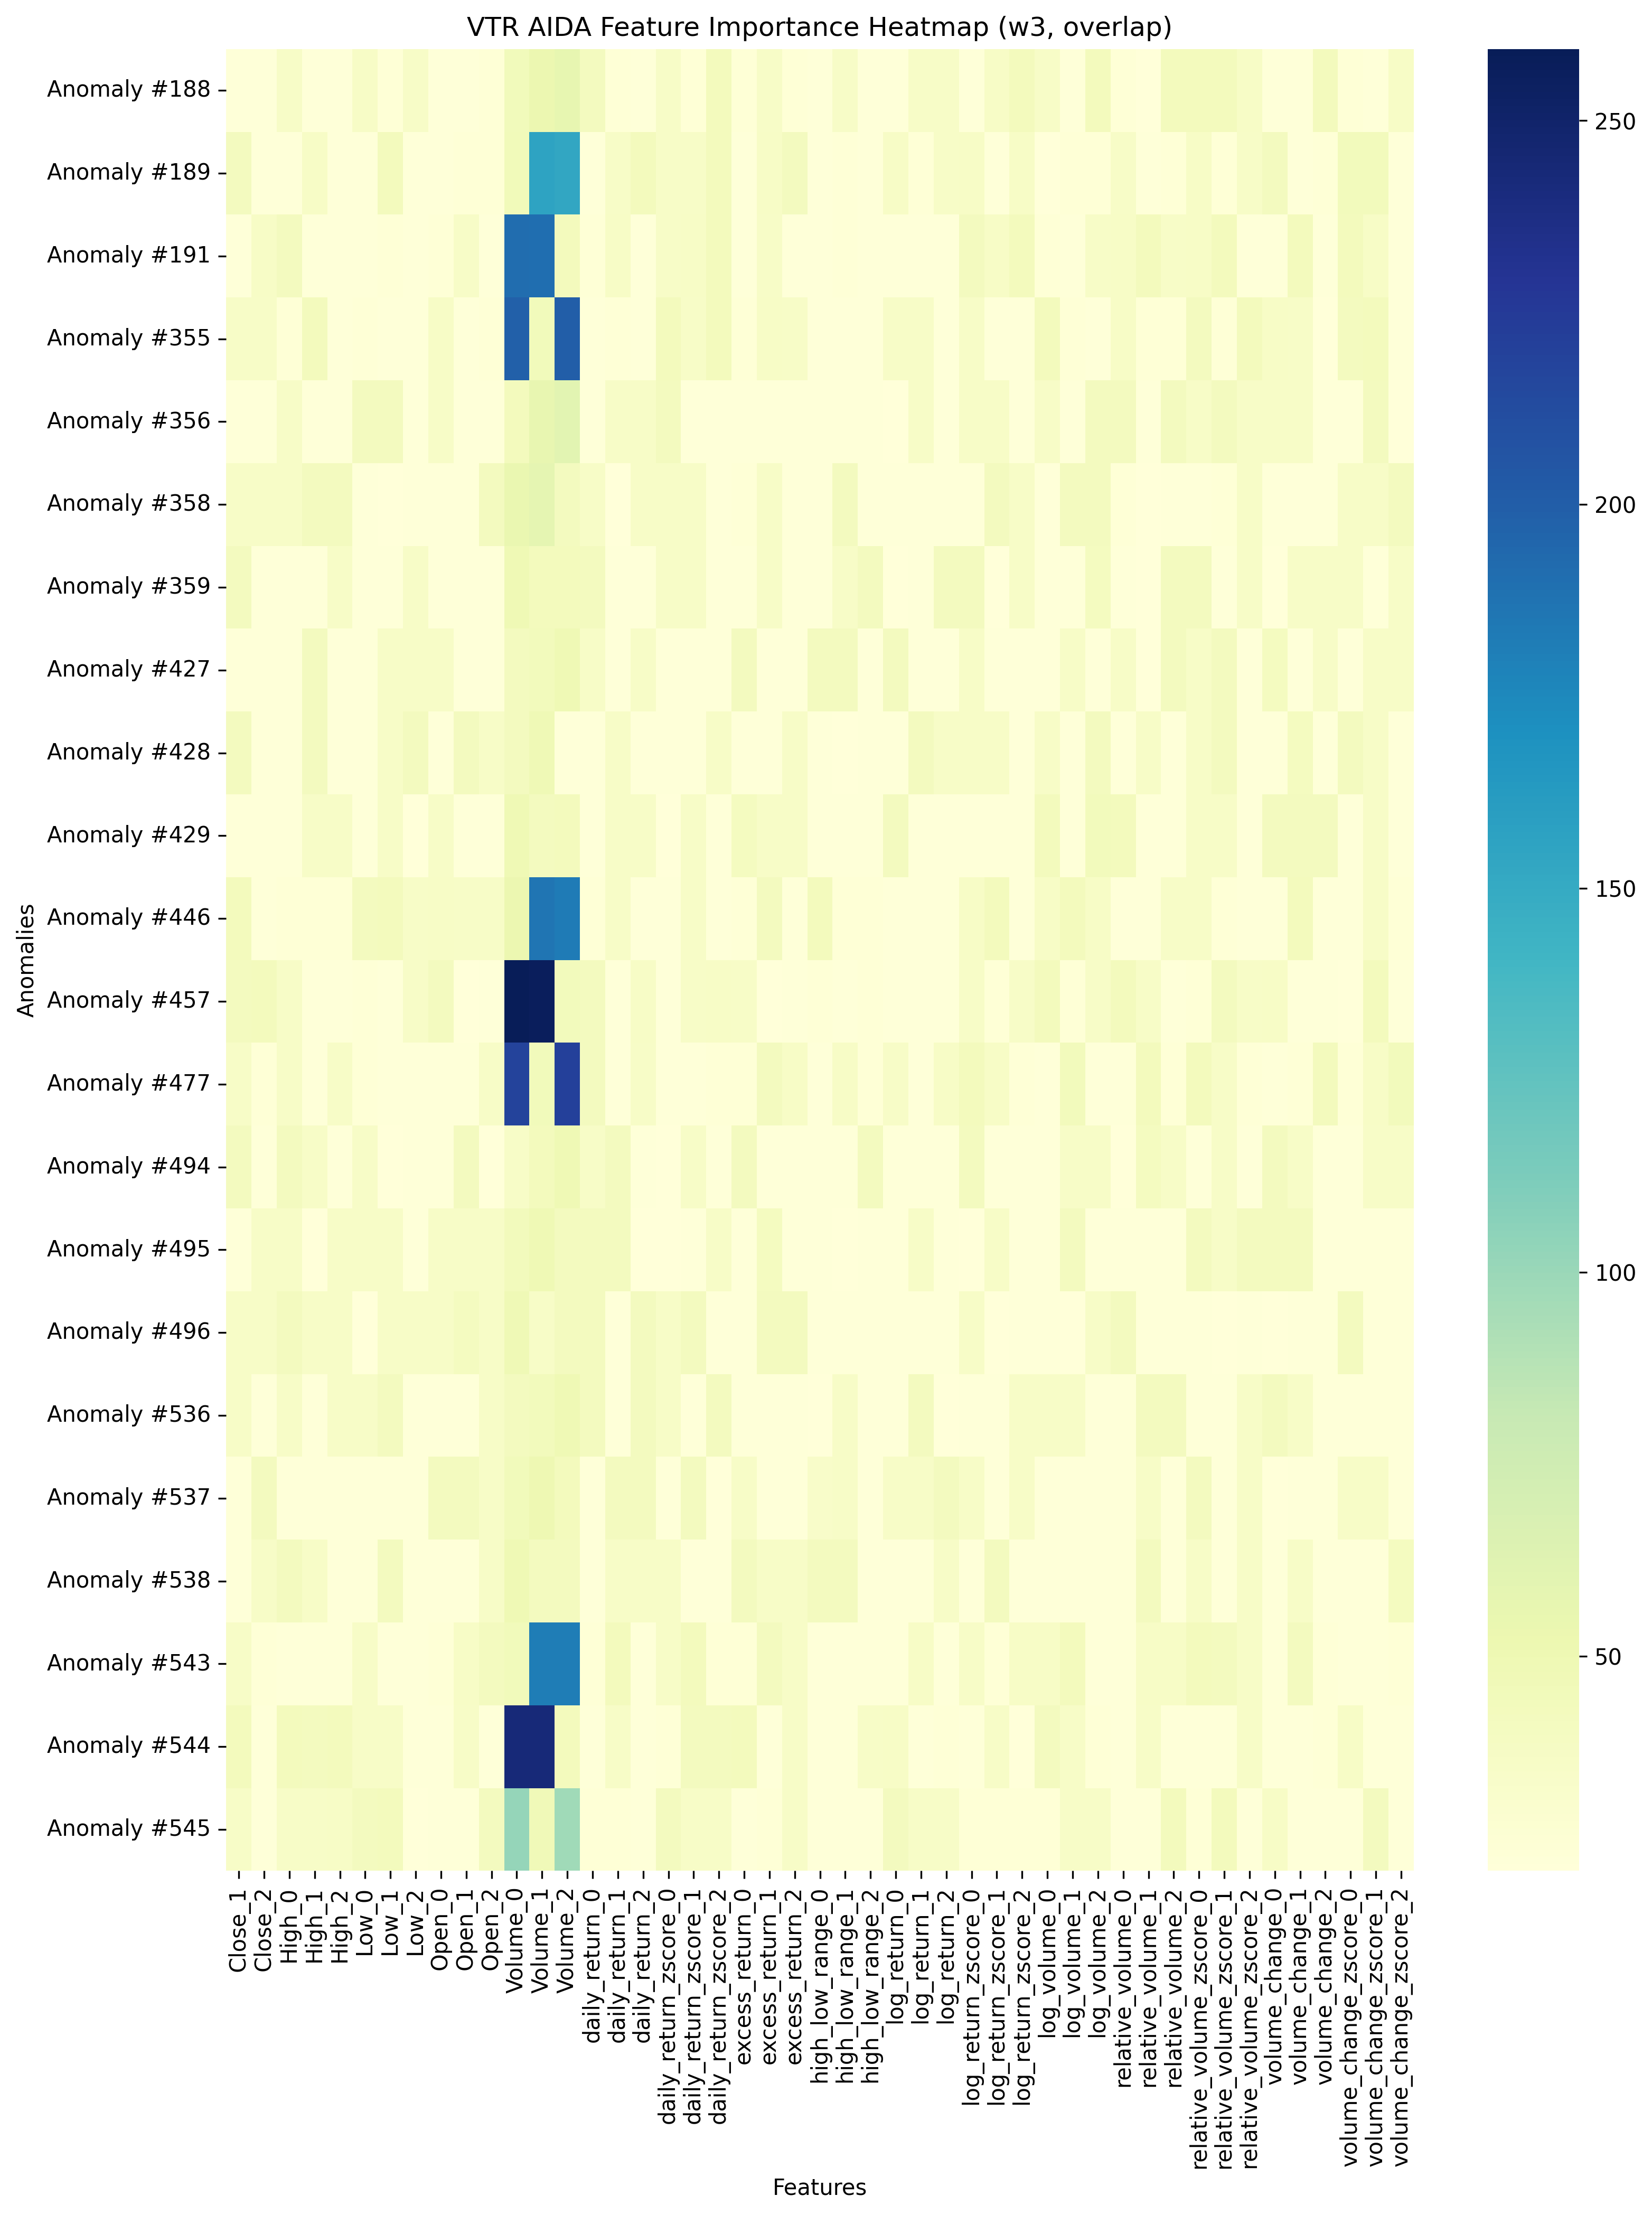 VTR AIDA Feature Importance Heatmap (w3, overlap)
Anomalies
Anomaly #188
Anomaly #189
Anomaly #191
Anomaly #355
Anomaly #356
Anomaly #358
Anomaly #359
Anomaly #427
Anomaly #428
Anomaly #429
Anomaly #446
Anomaly #457
Anomaly #477
Anomaly #494
Anomaly #495
Anomaly #496
Anomaly #536
Anomaly #537
Anomaly #538
Anomaly #543
Anomaly #544
Anomaly #545
Close_1
Close_2
High_0
High_1
High_2
Low_0
Low_1
Low_2
Open_0
Open_1
Open_2
Volume_0
Volume_1
Volume_2
daily_return_0
daily_return_1
daily_return_2
daily_return_zscore_0
daily_return_zscore_1
daily_return_zscore_2
excess_return_0
excess_return_1
excess_return_2
high_low_range_0
high_low_range_1
high_low_range_2
log_return_0
log_return_1
log_return_2
log_return_zscore_0
log_return_zscore_1
log_return_zscore_2
log_volume_0
log_volume_1
log_volume_2
relative_volume_0
relative_volume_1
relative_volume_2
relative_volume_zscore_0
relative_volume_zscore_1
relative_volume_zscore_2
volume_change_0
volume_change_1
volume_change_2
volume_change_zscore_0
volume_change_zscore_1
volume_change_zscore_2
Features
250
200
150
100
50